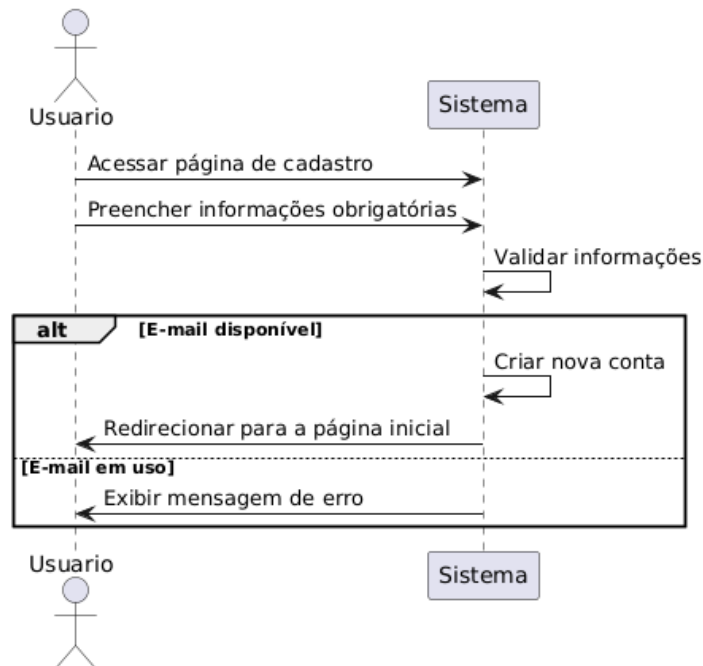 Usuario
Sistema
Acessar página de cadastro
Preencher informações obrigatórias
Validar informações
alt [E-mail disponível]
Criar nova conta
Redirecionar para a página inicial
[E-mail em uso]
Exibir mensagem de erro
Usuario
Sistema